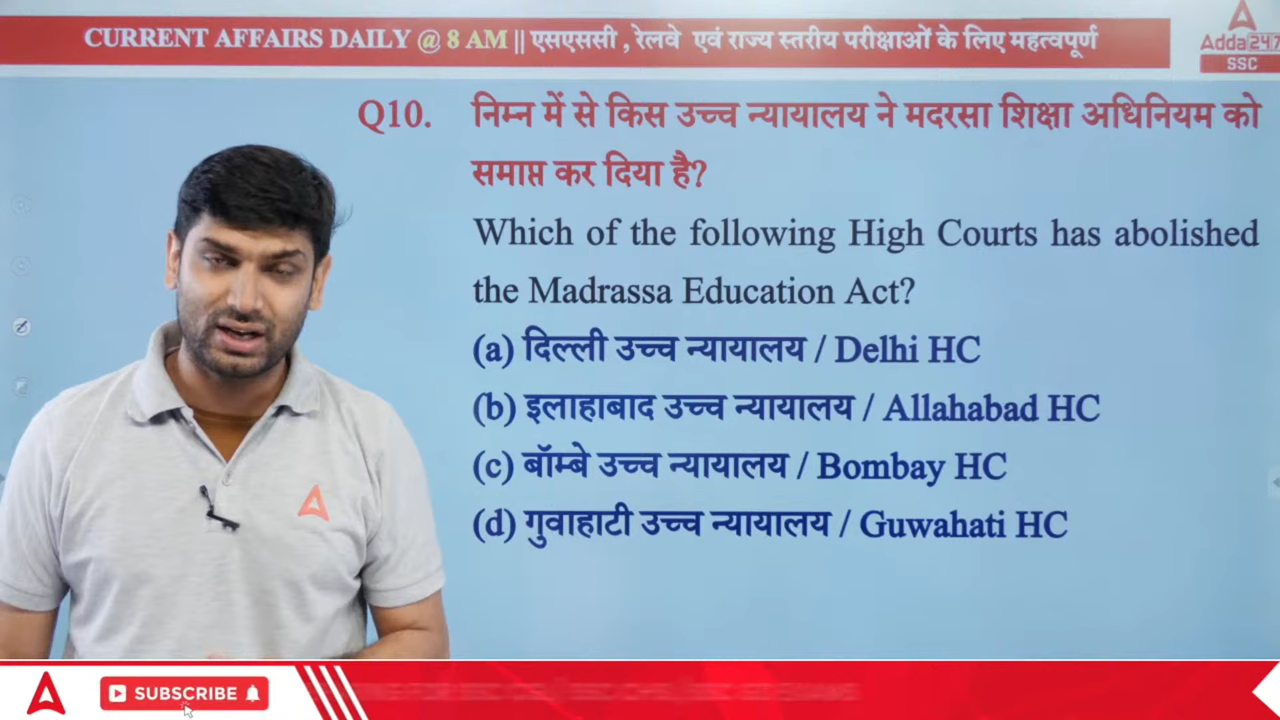 CURRENT AFFAIRS DAILY @ 8 AM || एसएससी , रेलवे एवं राज्य स्तरीय परीक्षाओं के लिए महत्वपूर्ण
Adda247
SSC
Q10. निम्न में से किस उच्च न्यायालय ने मदरसा शिक्षा अधिनियम को
समाप्त कर दिया है?
Which of the following High Courts has abolished
the Madrassa Education Act?
(a) दिल्ली उच्च न्यायालय / Delhi HC
(b) इलाहाबाद उच्च न्यायालय / Allahabad HC
(c) बॉम्बे उच्च न्यायालय / Bombay HC
(d) गुवाहाटी उच्च न्यायालय / Guwahati HC
SUBSCRIBE